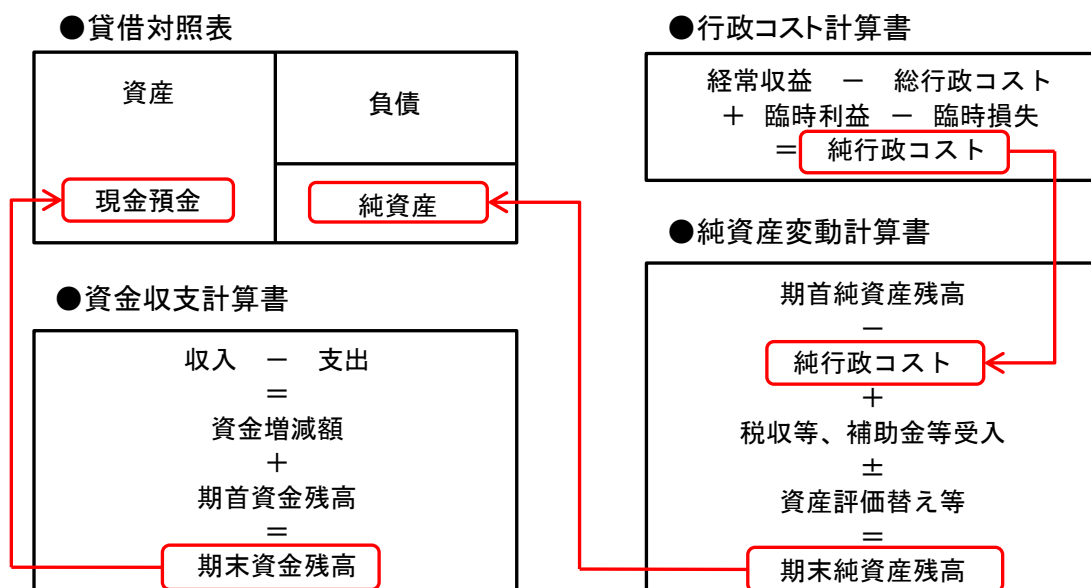 ●貸借対照表
資産
負債
現金預金
純資産
●資金収支計算書
収入 － 支出
＝
資金増減額
＋
期首資金残高
＝
期末資金残高
●行政コスト計算書
経常収益 － 総行政コスト
＋ 臨時利益 － 臨時損失
＝ 純行政コスト
●純資産変動計算書
期首純資産残高
－
純行政コスト
＋
税収等、補助金等受入
±
資産評価替え等
＝
期末純資産残高